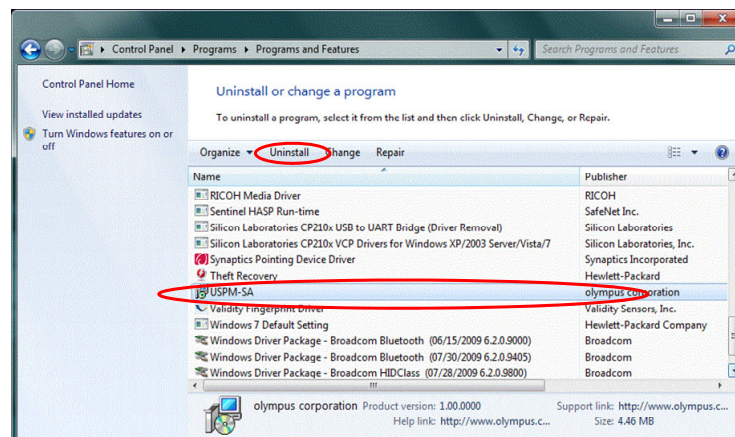 Control Panel ▸ Programs ▸ Programs and Features
Search Programs and Features
Control Panel Home
Uninstall or change a program
View installed updates
To uninstall a program, select it from the list and then click Uninstall, Change, or Repair.
Turn Windows features on or
off
Organize Uninstall Change Repair
Name Publisher
RICOH Media Driver RICOH
Sentinel HASP Run-time SafeNet Inc.
Silicon Laboratories CP210x USB to UART Bridge (Driver Removal) Silicon Laboratories
Silicon Laboratories CP210x VCP Drivers for Windows XP/2003 Server/Vista/7 Silicon Laboratories, Inc.
Synaptics Pointing Device Driver Synaptics Incorporated
Theft Recovery Hewlett-Packard
USPM-SA olympus corporation
Validity Fingerprint Driver Validity Sensors, Inc.
Windows 7 Default Setting Hewlett-Packard Company
Windows Driver Package - Broadcom Bluetooth (06/15/2009 6.2.0.9000) Broadcom
Windows Driver Package - Broadcom Bluetooth (07/30/2009 6.2.0.9405) Broadcom
Windows Driver Package - Broadcom HIDClass (07/28/2009 6.2.0.9800) Broadcom
olympus corporation Product version: 1.00.0000 Support link: http://www.olympus.c...
Help link: http://www.olympus.c... Size: 4.46 MB